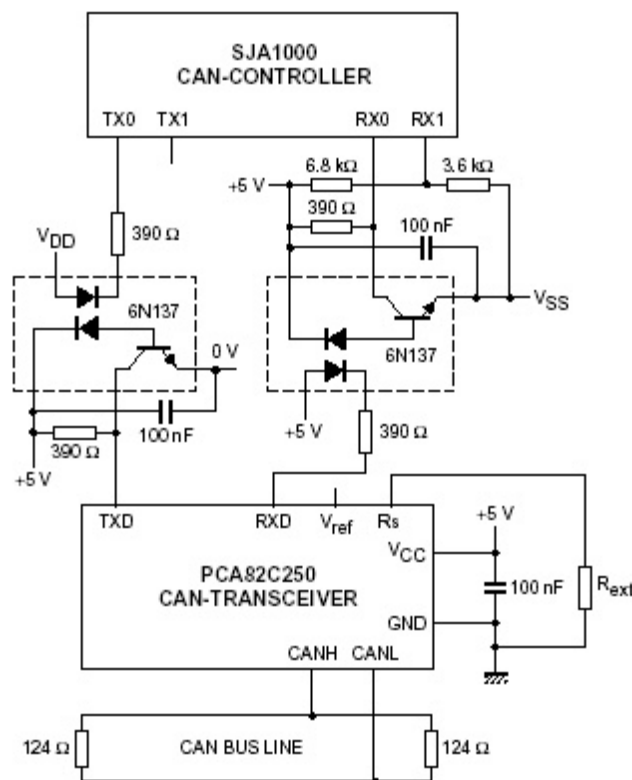 SJA1000
CAN-CONTROLLER
TX0 TX1 RX0 RX1
6.8 kΩ 3.6 kΩ
+5 V
390 Ω
100 nF
390 Ω
VDD
VSS
6N137
6N137
0 V
100 nF
390 Ω
+5 V
+5 V
390 Ω
TXD RXD Vref Rs
+5 V
VCC
PCA82C250
CAN-TRANSCEIVER
100 nF
Rext
GND
CANH CANL
124 Ω CAN BUS LINE 124 Ω